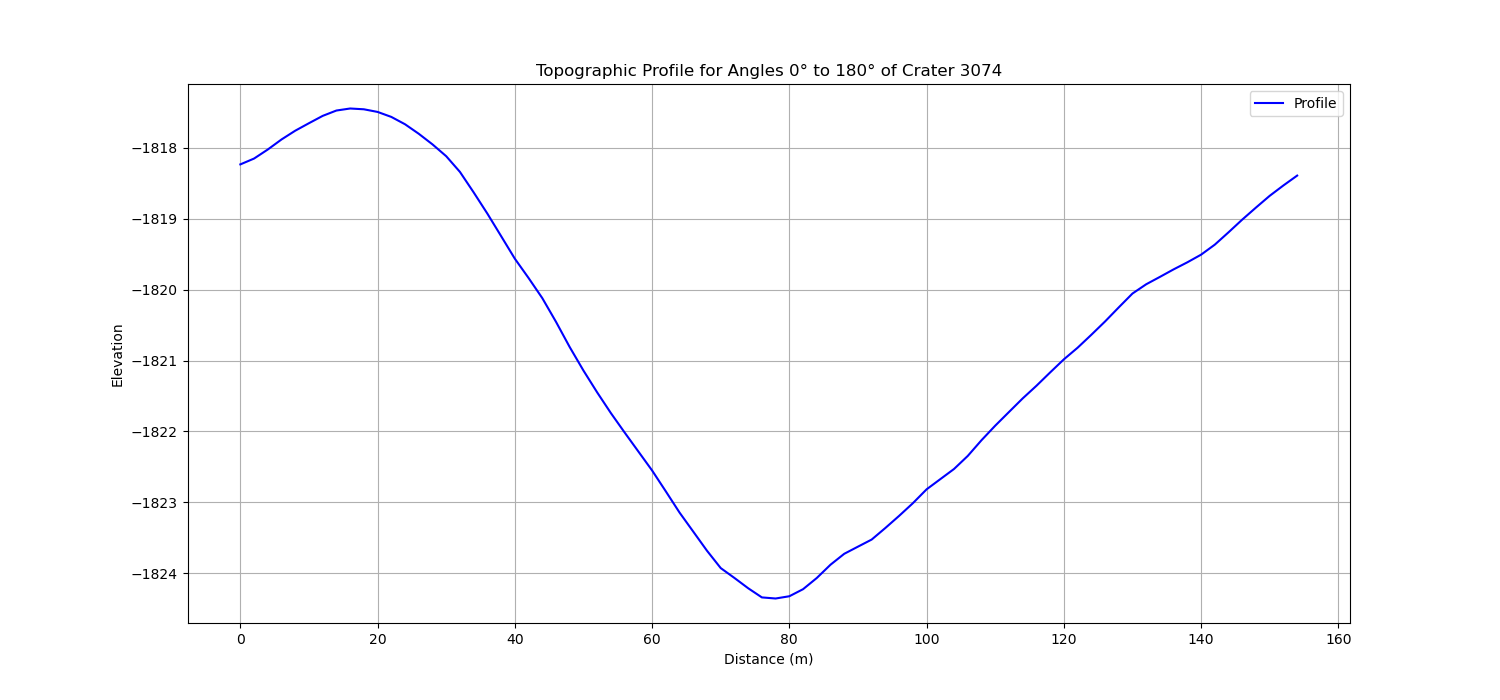 Topographic Profile for Angles 0° to 180° of Crater 3074
Profile
−1818
−1819
−1820
−1821
−1822
−1823
−1824
Elevation
0 20 40 60 80 100 120 140 160
Distance (m)